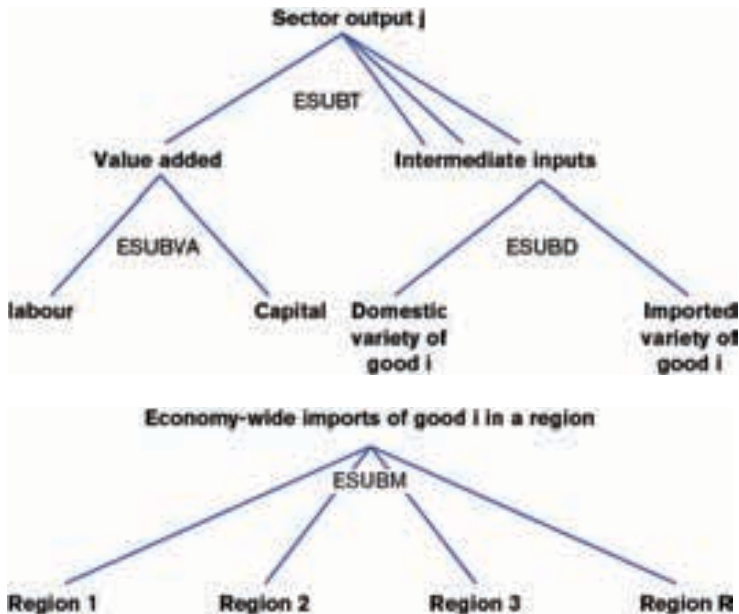 Sector output j
ESUBT
Value added
Intermediate inputs
ESUBVA
ESUBD
labour
Capital
Domestic
variety of
good i
Imported
variety of
good i
Economy-wide imports of good i in a region
ESUBM
Region 1
Region 2
Region 3
Region R